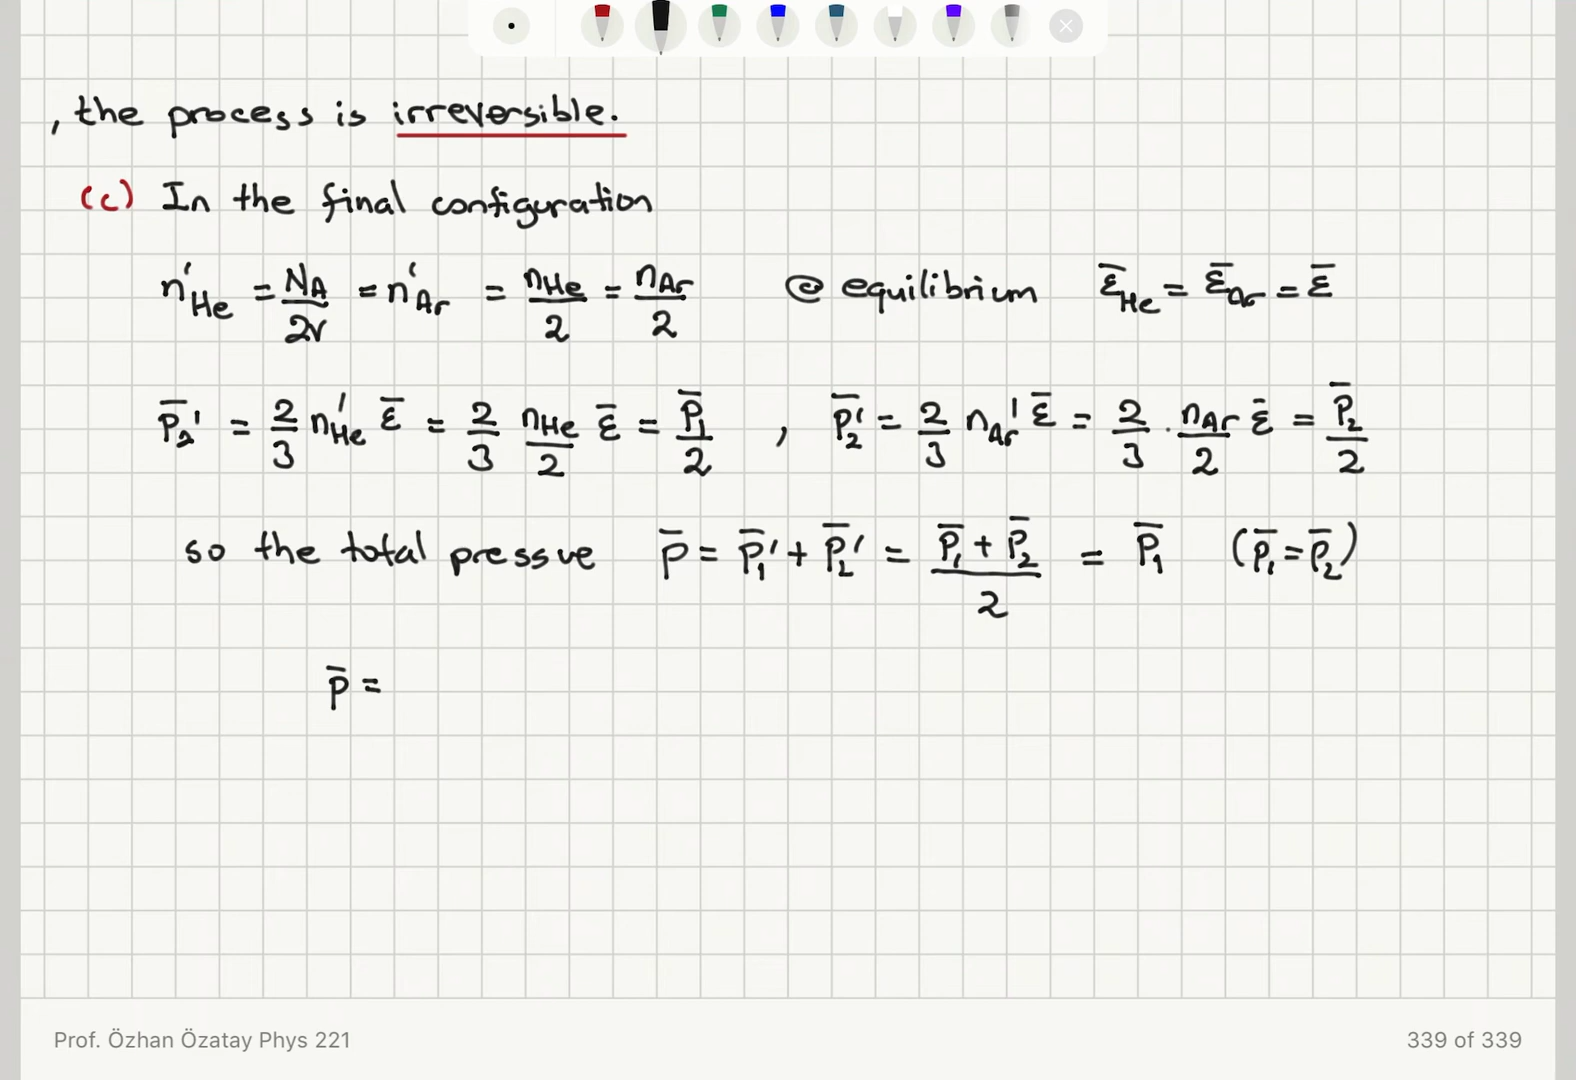 , the process is irreversible.
(c) In the final configuration
n'He = NA/2V = n'Ar = nHe/2 = nAr/2 @ equilibrium ε̄He = ε̄Ar = ε̄
P̄2' = 2/3 n'He ε̄ = 2/3 nHe/2 ε̄ = P̄1/2 , P̄2' = 2/3 nAr' ε̄ = 2/3 · nAr/2 ε̄ = P̄2/2
so the total pressure P̄ = P̄1' + P̄2' = (P̄1 + P̄2)/2 = P̄1 (P̄1 = P̄2)
P̄ =
Prof. Özhan Özatay Phys 221
339 of 339